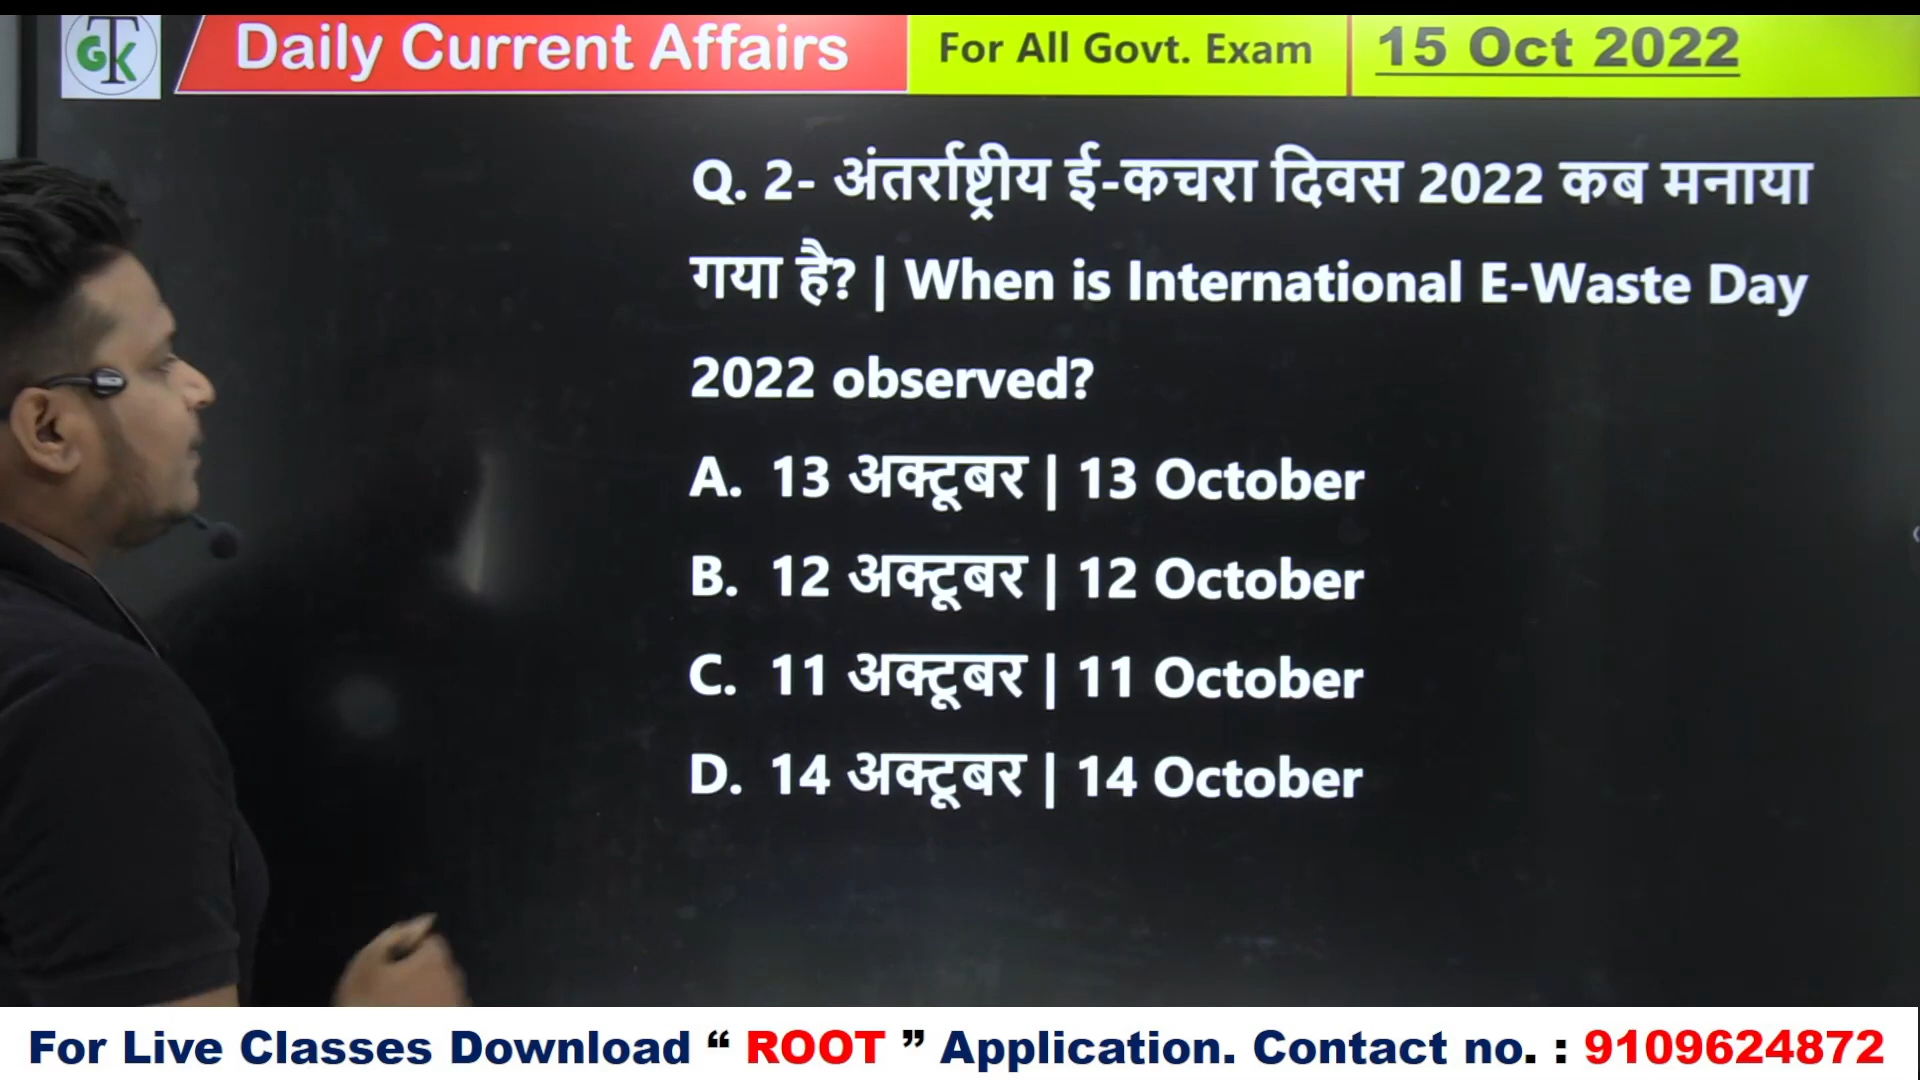 GTK
Daily Current Affairs
For All Govt. Exam
15 Oct 2022
Q. 2- अंतर्राष्ट्रीय ई-कचरा दिवस 2022 कब मनाया
गया है? | When is International E-Waste Day
2022 observed?
A. 13 अक्टूबर | 13 October
B. 12 अक्टूबर | 12 October
C. 11 अक्टूबर | 11 October
D. 14 अक्टूबर | 14 October
For Live Classes Download “ ROOT ” Application. Contact no. : 9109624872